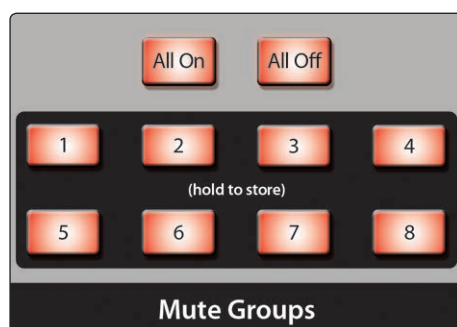 All On All Off
1 2 3 4
(hold to store)
5 6 7 8
Mute Groups